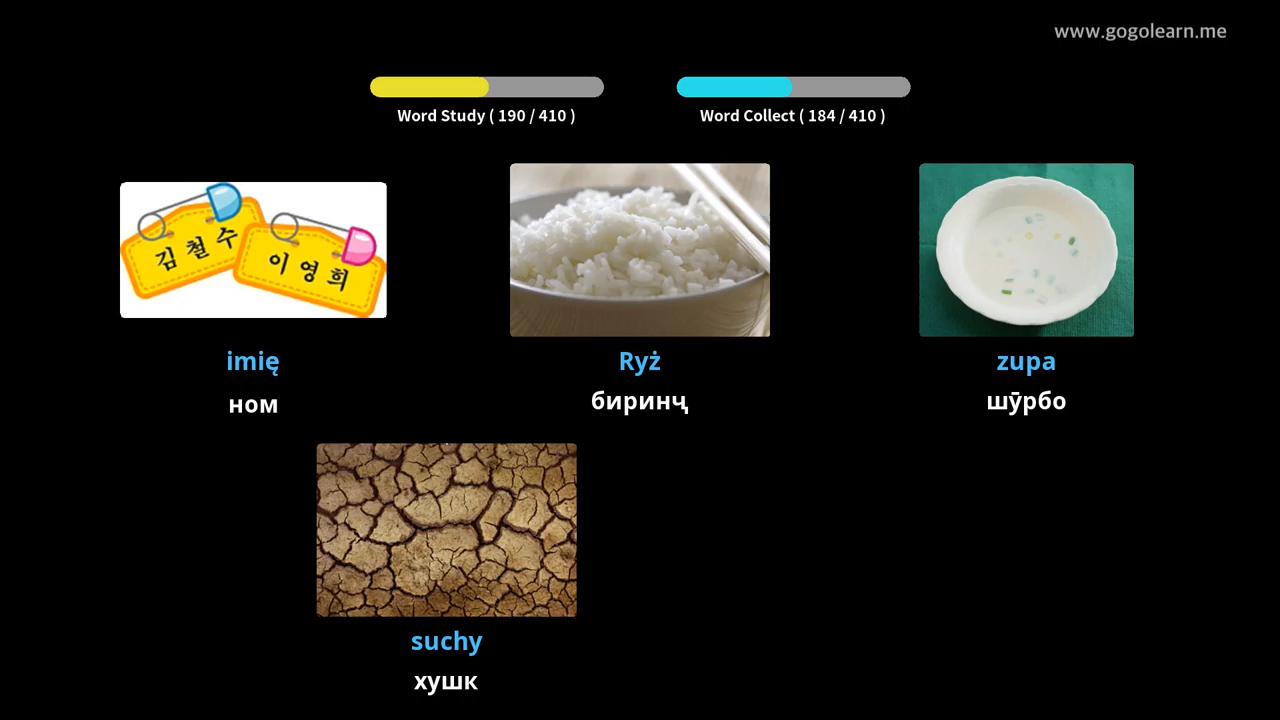 www.gogolearn.me
Word Study ( 190 / 410 )
Word Collect ( 184 / 410 )
김철수
이영희
imię
ном
Ryż
биринҷ
zupa
шӯрбо
suchy
хушк